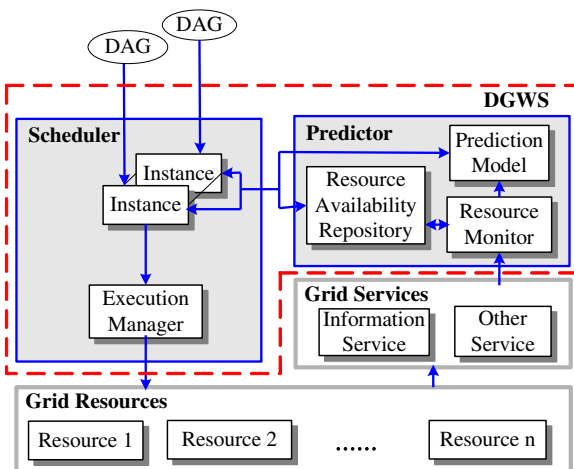 DAG
DAG
DGWS
Scheduler
Instance
Instance
Execution
Manager
Predictor
Prediction
Model
Resource
Availability
Repository
Resource
Monitor
Grid Services
Information
Service
Other
Service
Grid Resources
Resource 1
Resource 2
......
Resource n